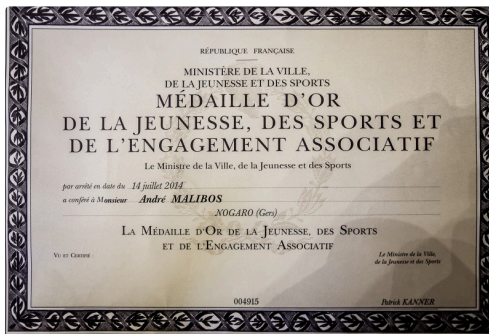 RÉPUBLIQUE FRANÇAISE
MINISTÈRE DE LA VILLE,
DE LA JEUNESSE ET DES SPORTS
MÉDAILLE D'OR
DE LA JEUNESSE, DES SPORTS ET
DE L'ENGAGEMENT ASSOCIATIF
Le Ministre de la Ville, de la Jeunesse et des Sports
par arrêté en date du 14 juillet 2014
a conféré à Monsieur André MALIBOS
NOGARO (Gers)
LA MÉDAILLE D'OR DE LA JEUNESSE, DES SPORTS
ET DE L'ENGAGEMENT ASSOCIATIF
VU ET CERTIFIÉ
Le Ministre de la Ville,
de la Jeunesse et des Sports
004915
Patrick KANNER